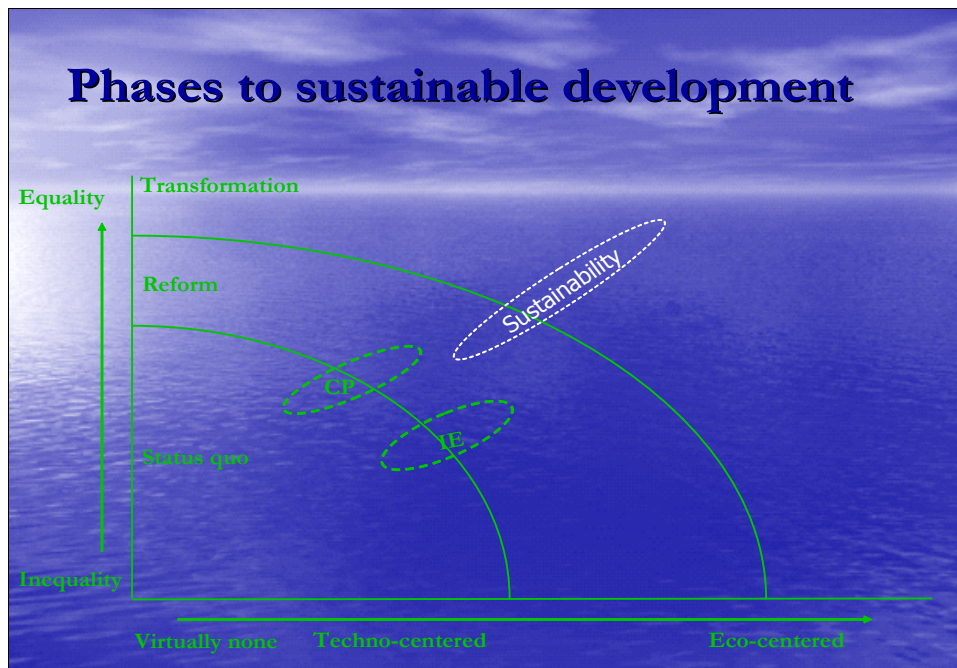 Phases to sustainable development
Transformation
Equality
Reform
Sustainability
CP
IE
Status quo
Inequality
Virtually none
Techno-centered
Eco-centered